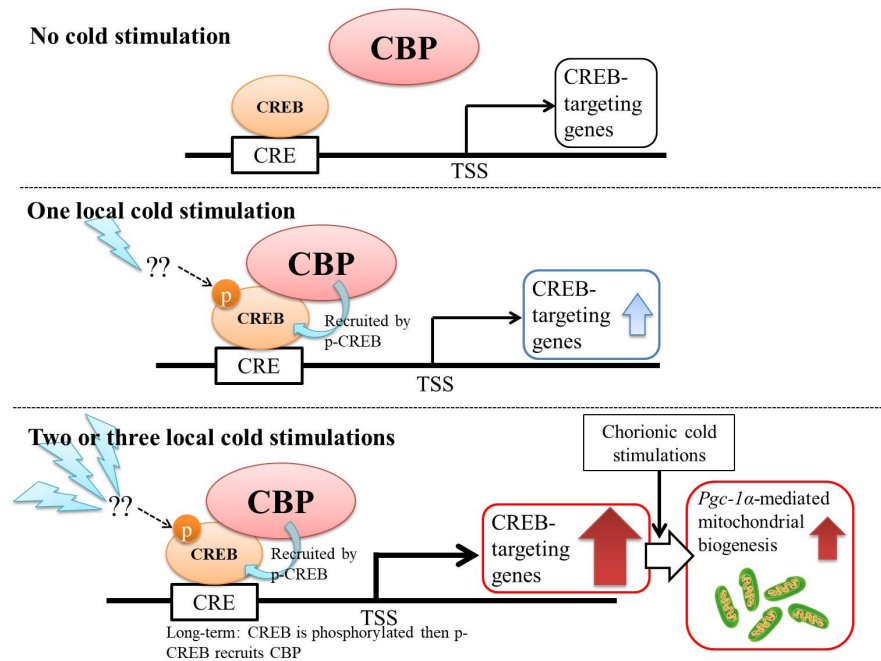 No cold stimulation
CBP
CREB
CRE
TSS
CREB-
targeting
genes
One local cold stimulation
??
p
CBP
CREB
Recruited by
p-CREB
CRE
TSS
CREB-
targeting
genes
Two or three local cold stimulations
??
p
CBP
CREB
Recruited by
p-CREB
CRE
TSS
Long-term: CREB is phosphorylated then p-
CREB recruits CBP
CREB-
targeting
genes
Chorionic cold
stimulations
Pgc-1α-mediated
mitochondrial
biogenesis